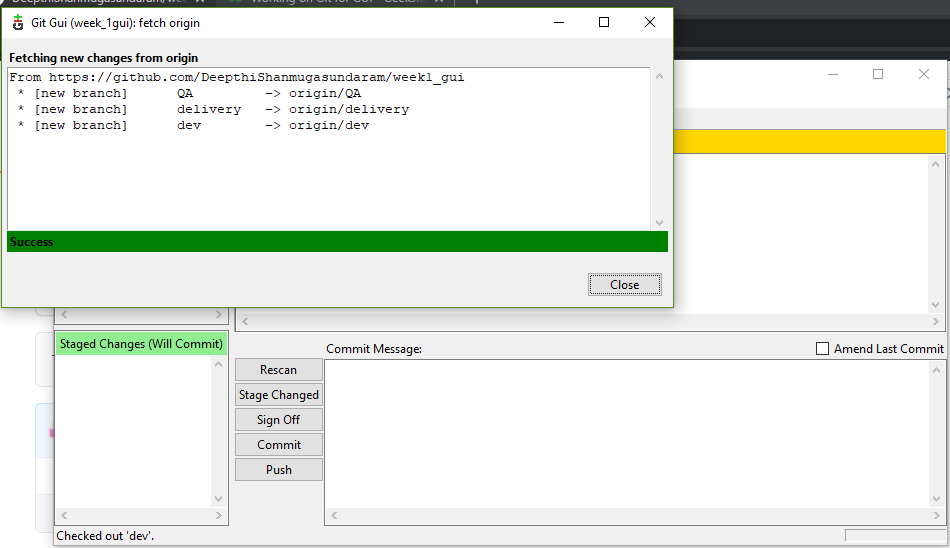 Git Gui (week_1gui): fetch origin
Fetching new changes from origin
From https://github.com/DeepthiShanmugasundaram/week1_gui
* [new branch] QA -> origin/QA
* [new branch] delivery -> origin/delivery
* [new branch] dev -> origin/dev
Success
Close
Staged Changes (Will Commit)
Commit Message:
Amend Last Commit
Rescan
Stage Changed
Sign Off
Commit
Push
Checked out 'dev'.